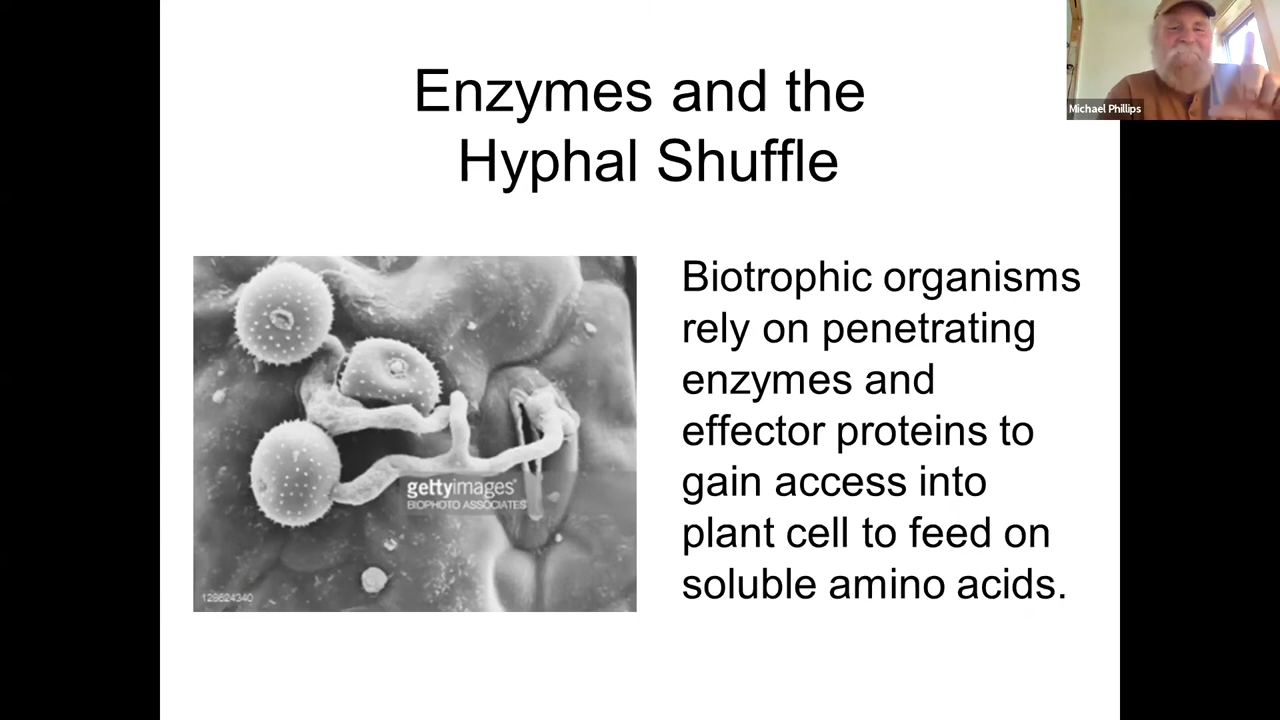 Enzymes and the
Hyphal Shuffle
Michael Phillips
Biotrophic organisms
rely on penetrating
enzymes and
effector proteins to
gain access into
plant cell to feed on
soluble amino acids.
gettyimages®
BIOPHOTO ASSOCIATES
129624340